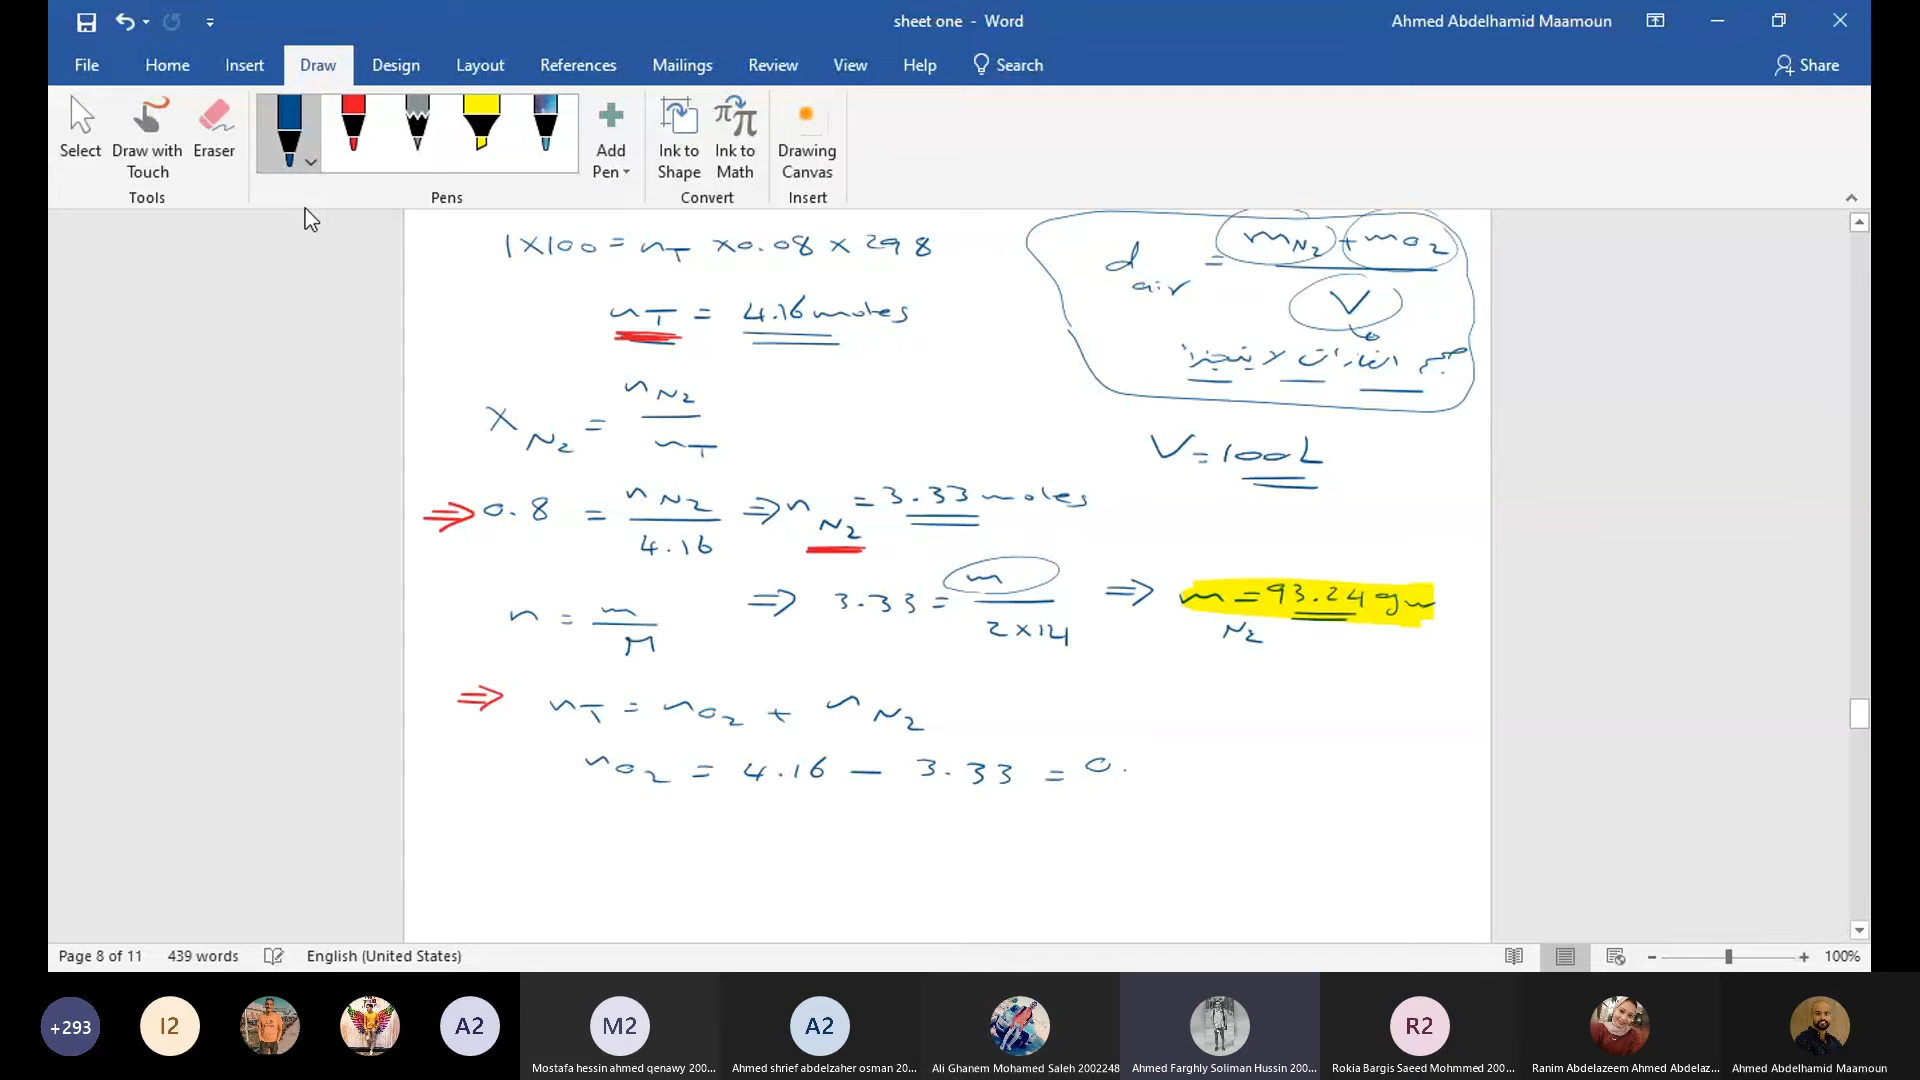 sheet one - Word
Ahmed Abdelhamid Maamoun
File Home Insert Draw Design Layout References Mailings Review View Help Search Share
Select Draw with Touch Eraser Add Pen Ink to Shape Ink to Math Drawing Canvas
Tools Pens Convert Insert
1 X 100 = nT x 0.08 x 298
nT = 4.16 moles
d air = mN2 + mO2 / V
حجم الغازات لا يتجزأ
V = 100 L
X N2 = nN2 / nT
⇒ 0.8 = nN2 / 4.16 ⇒ nN2 = 3.33 moles
n = m / M ⇒ 3.33 = m / 2 x 14 ⇒ m N2 = 93.24 gm
⇒ nT = nO2 + nN2
nO2 = 4.16 - 3.33 = 0.
Page 8 of 11 439 words English (United States) 100%
+293 I2 A2 M2 A2 R2
Mostafa hessin ahmed qenawy 200...
Ahmed shrief abdelzaher osman 20...
Ali Ghanem Mohamed Saleh 2002248
Ahmed Farghly Soliman Hussin 200...
Rokia Bargis Saeed Mohmmed 200...
Ranim Abdelazeem Ahmed Abdelaz...
Ahmed Abdelhamid Maamoun